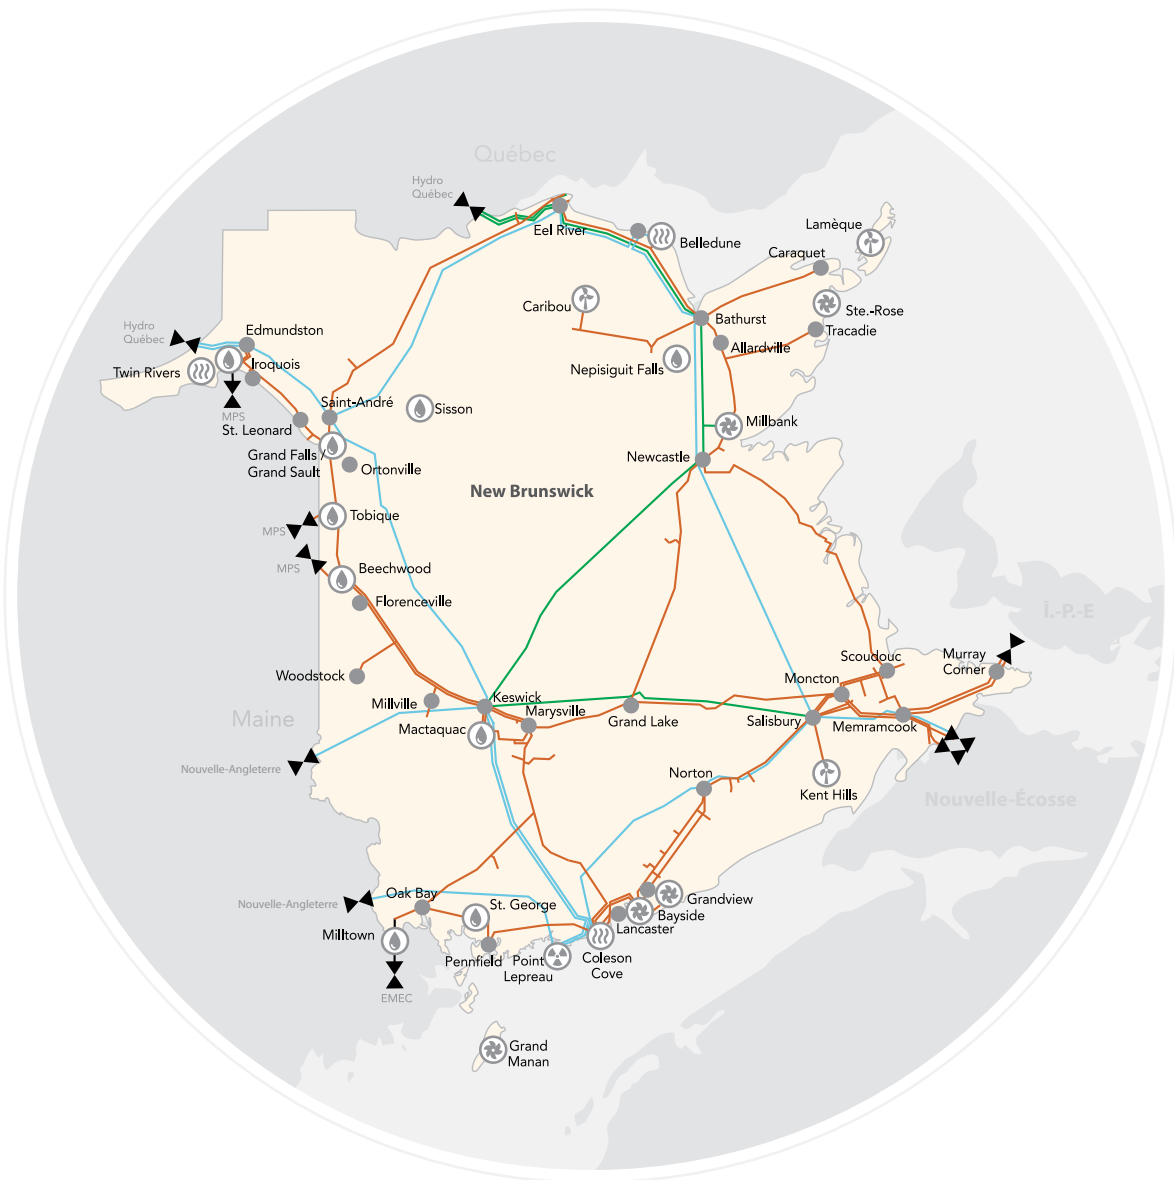 Québec
Hydro
Québec
Eel River
Belledune
Lamèque
Caraquet
Caribou
Ste.-Rose
Bathurst
Tracadie
Allardville
Nepisiguit Falls
Hydro
Québec
Edmundston
Twin Rivers
Iroquois
MPS
Saint-André
St. Leonard
Sisson
Millbank
Grand Falls /
Grand Sault
Ortonville
Newcastle
New Brunswick
Tobique
MPS
MPS
Beechwood
Florenceville
Î.-P.-E
Woodstock
Scoudouc
Murray
Corner
Moncton
Millville
Keswick
Marysville
Grand Lake
Maine
Mactaquac
Salisbury
Memramcook
Nouvelle-Angleterre
Norton
Kent Hills
Nouvelle-Écosse
Oak Bay
Nouvelle-Angleterre
St. George
Grandview
Bayside
Lancaster
Milltown
Pennfield
Point
Lepreau
Coleson
Cove
EMEC
Grand
Manan